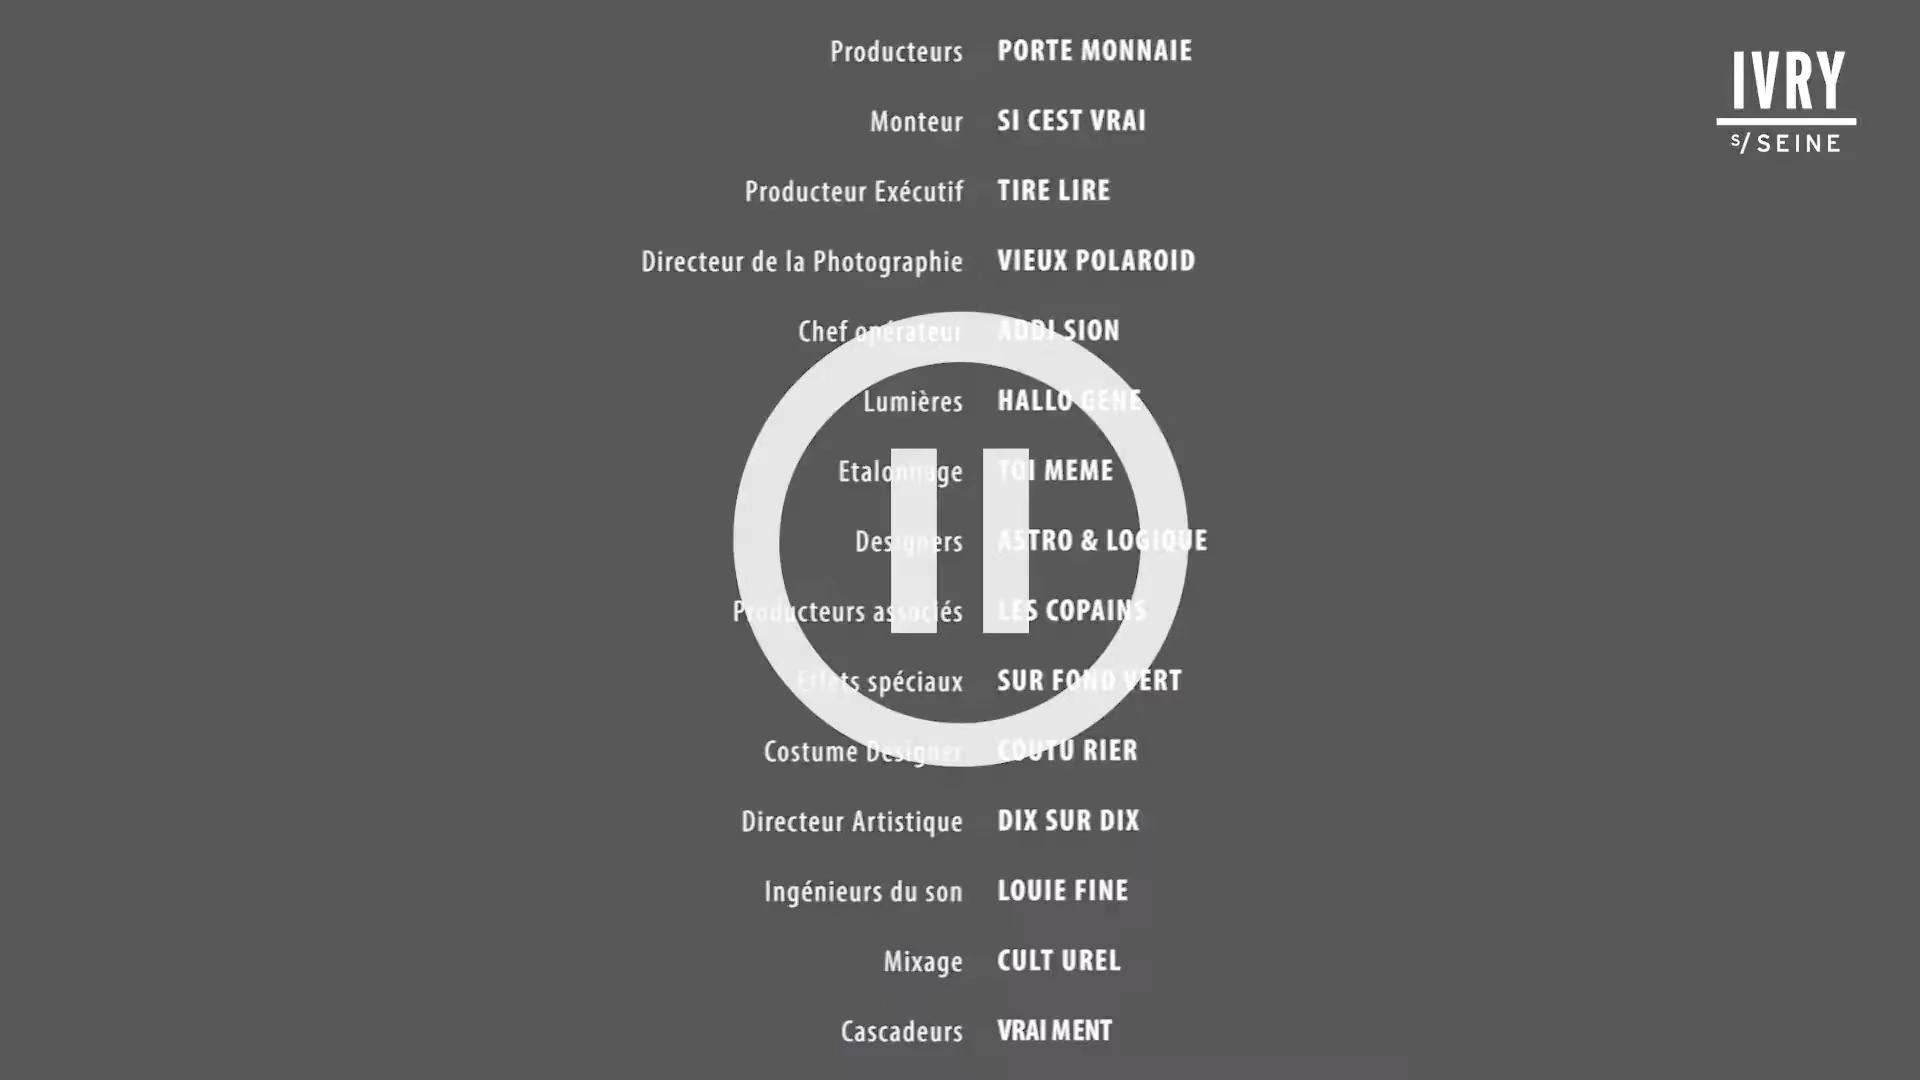 Producteurs PORTE MONNAIE
Monteur SI CEST VRAI
Producteur Exécutif TIRE LIRE
Directeur de la Photographie VIEUX POLAROID
Chef opérateur ADDI SION
Lumières HALLO GENE
Etalonnage TOI MEME
Designers ASTRO & LOGIQUE
Producteurs associés LES COPAINS
Effets spéciaux SUR FOND VERT
Costume Designer COUTU RIER
Directeur Artistique DIX SUR DIX
Ingénieurs du son LOUIE FINE
Mixage CULT UREL
Cascadeurs VRAI MENT
IVRY
s/ SEINE